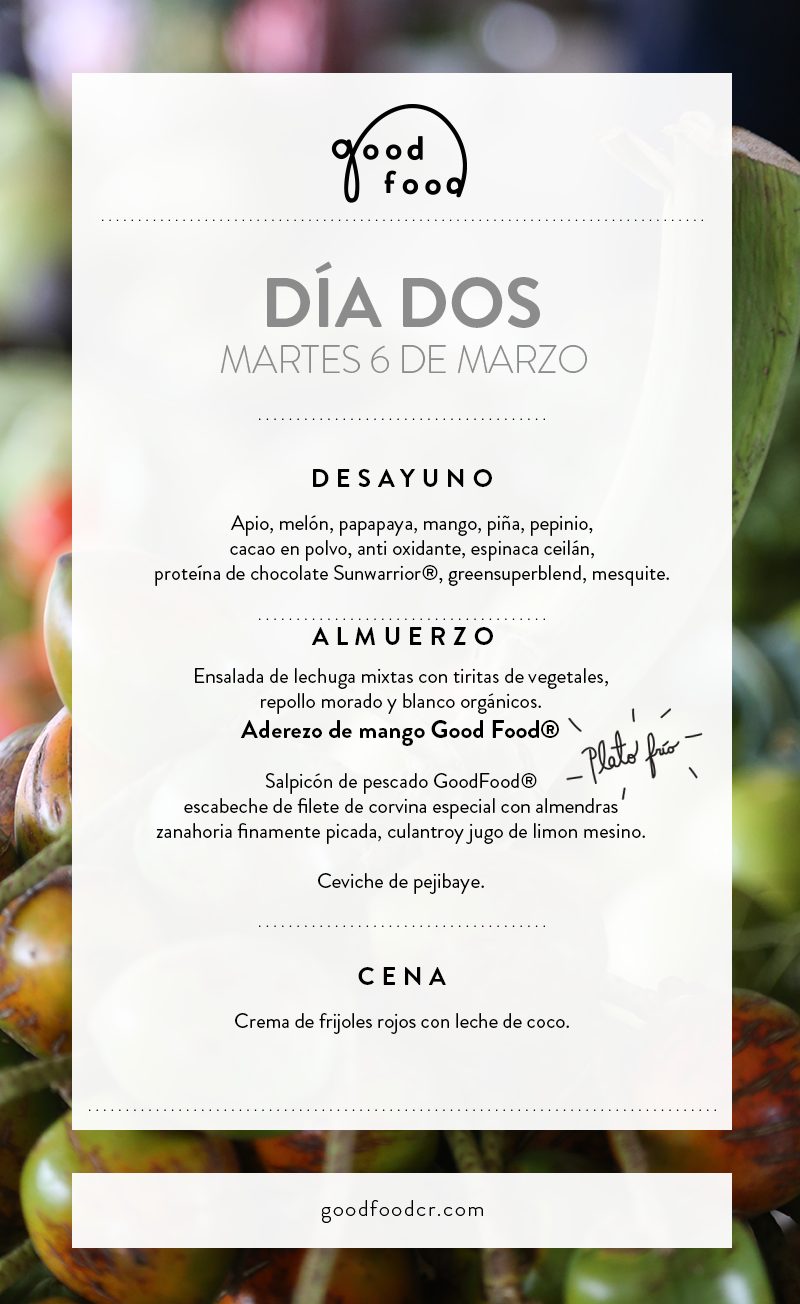 good
food
DÍA DOS
MARTES 6 DE MARZO
DESAYUNO
Apio, melón, papapaya, mango, piña, pepinio,
cacao en polvo, anti oxidante, espinaca ceilán,
proteína de chocolate Sunwarrior®, greensuperblend, mesquite.
ALMUERZO
Ensalada de lechuga mixtas con tiritas de vegetales,
repollo morado y blanco orgánicos.
Aderezo de mango Good Food®
Plato frío
Salpicón de pescado GoodFood®
escabeche de filete de corvina especial con almendras
zanahoria finamente picada, culantroy jugo de limon mesino.
Ceviche de pejibaye.
CENA
Crema de frijoles rojos con leche de coco.
goodfoodcr.com